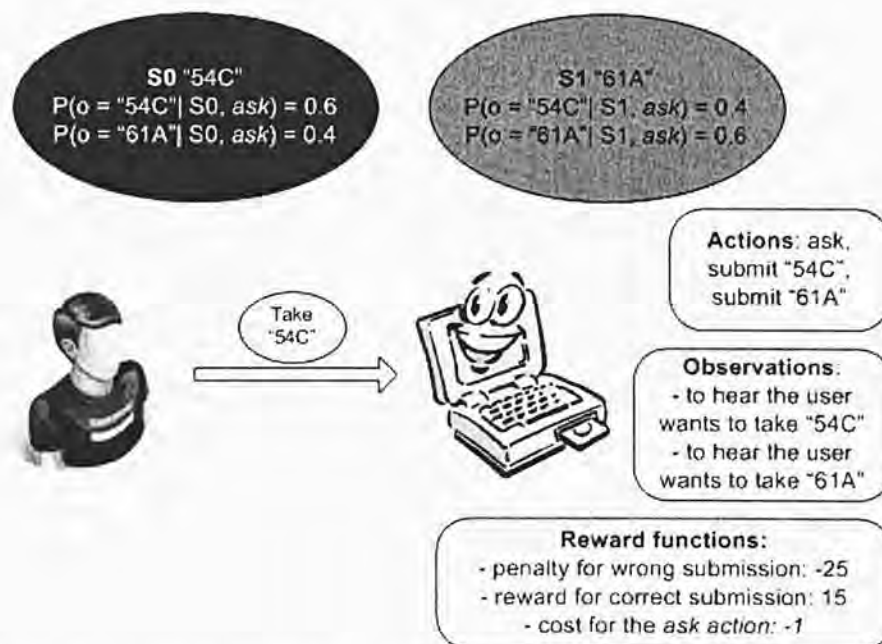 S0 "54C"
P(o = "54C"| S0, ask) = 0.6
P(o = "61A"| S0, ask) = 0.4
S1 "61A"
P(o = "54C"| S1, ask) = 0.4
P(o = "61A"| S1, ask) = 0.6
Actions: ask,
submit "54C",
submit "61A"
Take
"54C"
Observations:
- to hear the user
wants to take "54C"
- to hear the user
wants to take "61A"
Reward functions:
- penalty for wrong submission: -25
- reward for correct submission: 15
- cost for the ask action: -1